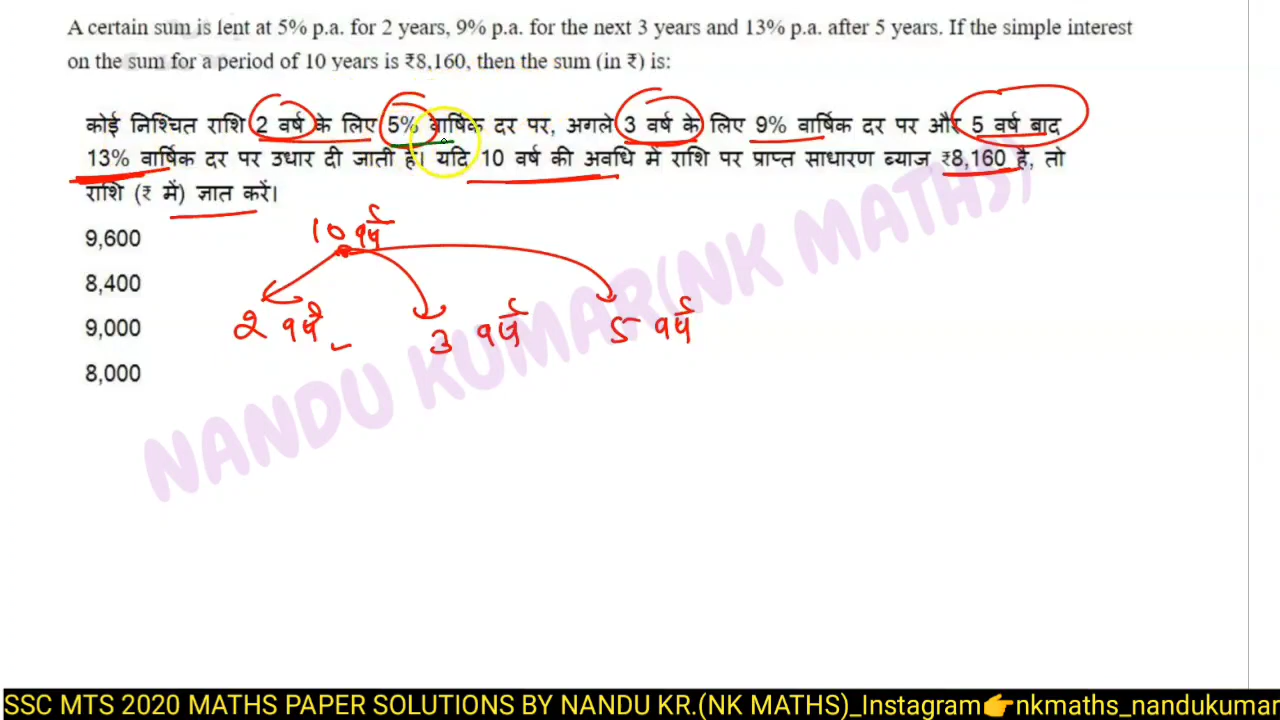 A certain sum is lent at 5% p.a. for 2 years, 9% p.a. for the next 3 years and 13% p.a. after 5 years. If the simple interest
on the sum for a period of 10 years is ₹8,160, then the sum (in ₹) is:
कोई निश्चित राशि 2 वर्ष के लिए 5% वार्षिक दर पर, अगले 3 वर्ष के लिए 9% वार्षिक दर पर और 5 वर्ष बाद
13% वार्षिक दर पर उधार दी जाती है। यदि 10 वर्ष की अवधि में राशि पर प्राप्त साधारण ब्याज ₹8,160 है, तो
राशि (₹ में) ज्ञात करें।
10 वर्ष
9,600
8,400
2 वर्ष 3 वर्ष 5 वर्ष
9,000
8,000
NANDU KUMAR(NK MATHS)
SSC MTS 2020 MATHS PAPER SOLUTIONS BY NANDU KR.(NK MATHS)_Instagram👉nkmaths_nandukumar